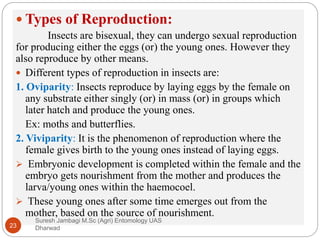 • Types of Reproduction:
Insects are bisexual, they can undergo sexual reproduction
for producing either the eggs (or) the young ones. However they
also reproduce by other means.
• Different types of reproduction in insects are:
1. Oviparity: Insects reproduce by laying eggs by the female on
any substrate either singly (or) in mass (or) in groups which
later hatch and produce the young ones.
Ex: moths and butterflies.
2. Viviparity: It is the phenomenon of reproduction where the
female gives birth to the young ones instead of laying eggs.
➢ Embryonic development is completed within the female and the
embryo gets nourishment from the mother and produces the
larva/young ones within the haemocoel.
➢ These young ones after some time emerges out from the
mother, based on the source of nourishment.
23
Suresh Jambagi M.Sc (Agri) Entomology UAS
Dharwad